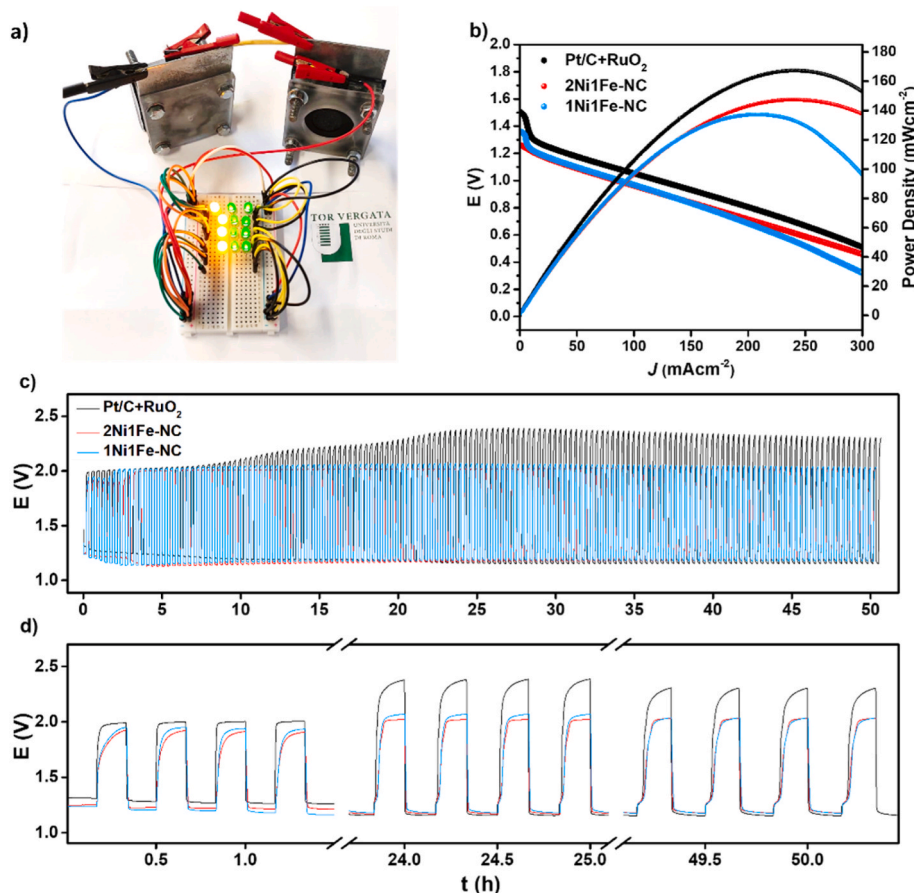 a)
TOR VERGATA
UNIVERSITÀ
DEGLI STUDI
DI ROMA
b)
Pt/C+RuO₂
2Ni1Fe-NC
1Ni1Fe-NC
E (V)
2.0
1.8
1.6
1.4
1.2
1.0
0.8
0.6
0.4
0.2
0.0
180
160
140
120
100
80
60
40
20
0
Power Density (mWcm⁻²)
0 50 100 150 200 250 300
J (mAcm⁻²)
c)
Pt/C+RuO₂
2Ni1Fe-NC
1Ni1Fe-NC
E (V)
2.5
2.0
1.5
1.0
0 5 10 15 20 25 30 35 40 45 50
d)
E (V)
2.5
2.0
1.5
1.0
0.5 1.0 24.0 24.5 25.0 49.5 50.0
t (h)